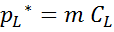 p_L* = m C_L